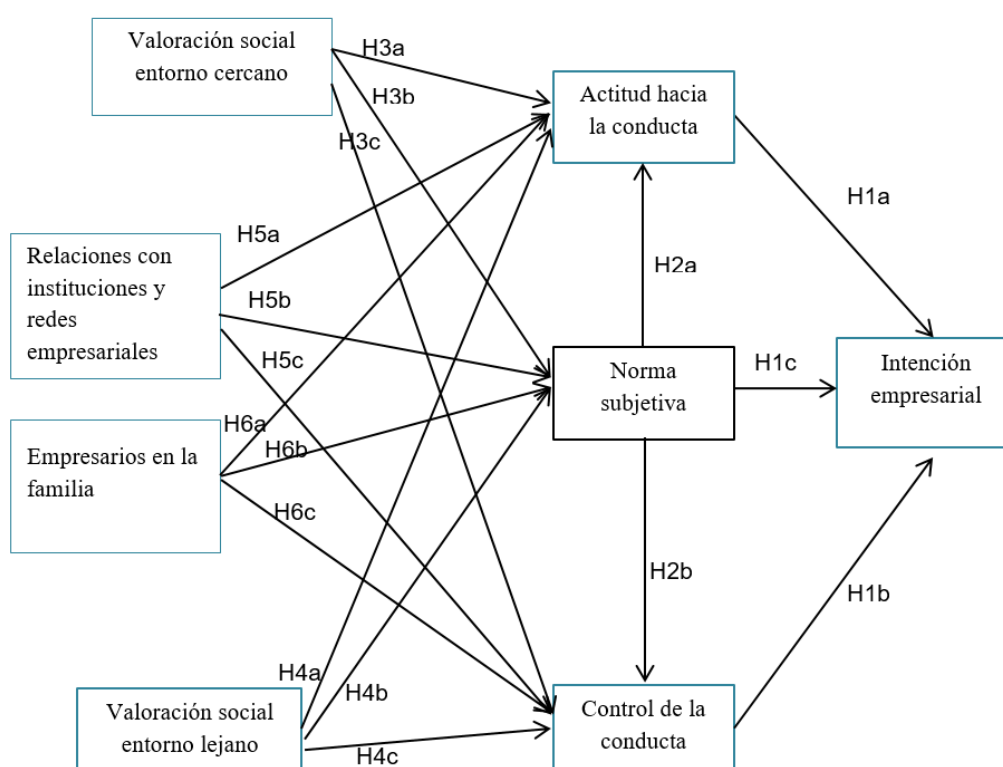 Valoración social
entorno cercano
H3a
H3b
H3c
Actitud hacia
la conducta
H1a
Relaciones con
instituciones y
redes
empresariales
H5a
H5b
H5c
H2a
Norma
subjetiva
H1c
Intención
empresarial
Empresarios en la
familia
H6a
H6b
H6c
H2b
H1b
Valoración social
entorno lejano
H4a
H4b
H4c
Control de la
conducta